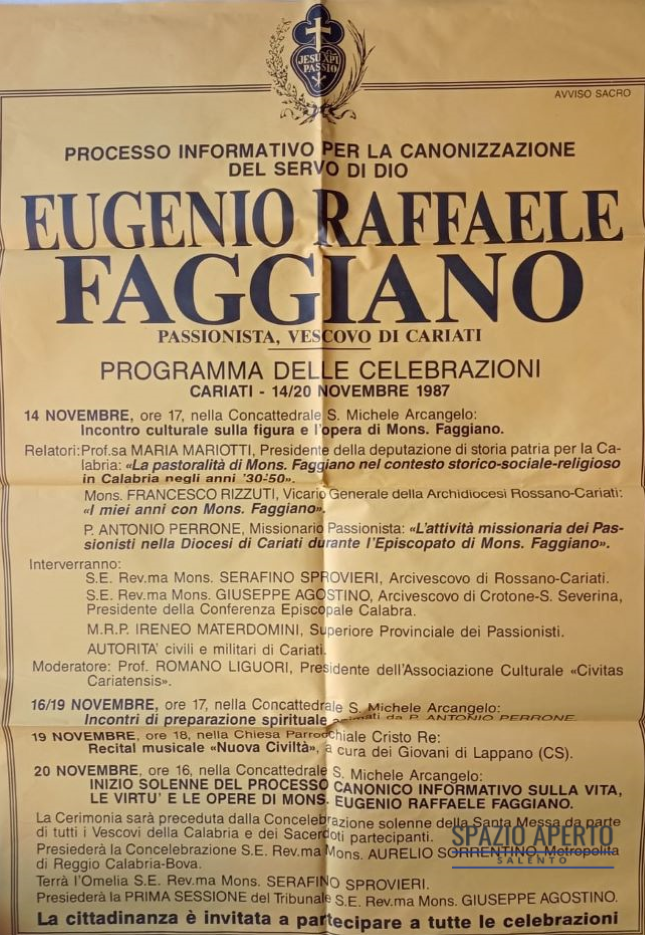 JESU XPI
PASSIO
AVVISO SACRO
PROCESSO INFORMATIVO PER LA CANONIZZAZIONE
DEL SERVO DI DIO
EUGENIO RAFFAELE
FAGGIANO
PASSIONISTA, VESCOVO DI CARIATI
PROGRAMMA DELLE CELEBRAZIONI
CARIATI - 14/20 NOVEMBRE 1987
14 NOVEMBRE, ore 17, nella Concattedrale S. Michele Arcangelo:
Incontro culturale sulla figura e l'opera di Mons. Faggiano.
Relatori: Prof.sa MARIA MARIOTTI, Presidente della deputazione di storia patria per la Ca-
labria: «La pastoralità di Mons. Faggiano nel contesto storico-sociale-religioso
in Calabria negli anni '30-'50».
Mons. FRANCESCO RIZZUTI, Vicario Generale della Archidiocesi Rossano-Cariati:
«I miei anni con Mons. Faggiano».
P. ANTONIO PERRONE, Missionario Passionista: «L'attività missionaria dei Pas-
sionisti nella Diocesi di Cariati durante l'Episcopato di Mons. Faggiano».
Interverranno:
S.E. Rev.ma Mons. SERAFINO SPROVIERI, Arcivescovo di Rossano-Cariati.
S.E. Rev.ma Mons. GIUSEPPE AGOSTINO, Arcivescovo di Crotone-S. Severina,
Presidente della Conferenza Episcopale Calabra.
M.R.P. IRENEO MATERDOMINI, Superiore Provinciale dei Passionisti.
AUTORITA' civili e militari di Cariati.
Moderatore: Prof. ROMANO LIGUORI, Presidente dell'Associazione Culturale «Civitas
Cariatensis».
16/19 NOVEMBRE, ore 17, nella Concattedrale S. Michele Arcangelo:
Incontri di preparazione spirituale animati da P. ANTONIO PERRONE.
19 NOVEMBRE, ore 18, nella Chiesa Parrocchiale Cristo Re:
Recital musicale «Nuova Civiltà», a cura dei Giovani di Lappano (CS).
20 NOVEMBRE, ore 16, nella Concattedrale S. Michele Arcangelo:
INIZIO SOLENNE DEL PROCESSO CANONICO INFORMATIVO SULLA VITA,
LE VIRTU' E LE OPERE DI MONS. EUGENIO RAFFAELE FAGGIANO.
La Cerimonia sarà preceduta dalla Concelebrazione solenne della Santa Messa da parte
di tutti i Vescovi della Calabria e dei Sacerdoti partecipanti.
Presiederà la Concelebrazione S.E. Rev.ma Mons. AURELIO SORRENTINO, Metropolita
di Reggio Calabria-Bova.
Terrà l'Omelia S.E. Rev.ma Mons. SERAFINO SPROVIERI.
Presiederà la PRIMA SESSIONE del Tribunale S.E. Rev.ma Mons. GIUSEPPE AGOSTINO.
La cittadinanza è invitata a partecipare a tutte le celebrazioni
SPAZIO APERTO
SALENTO